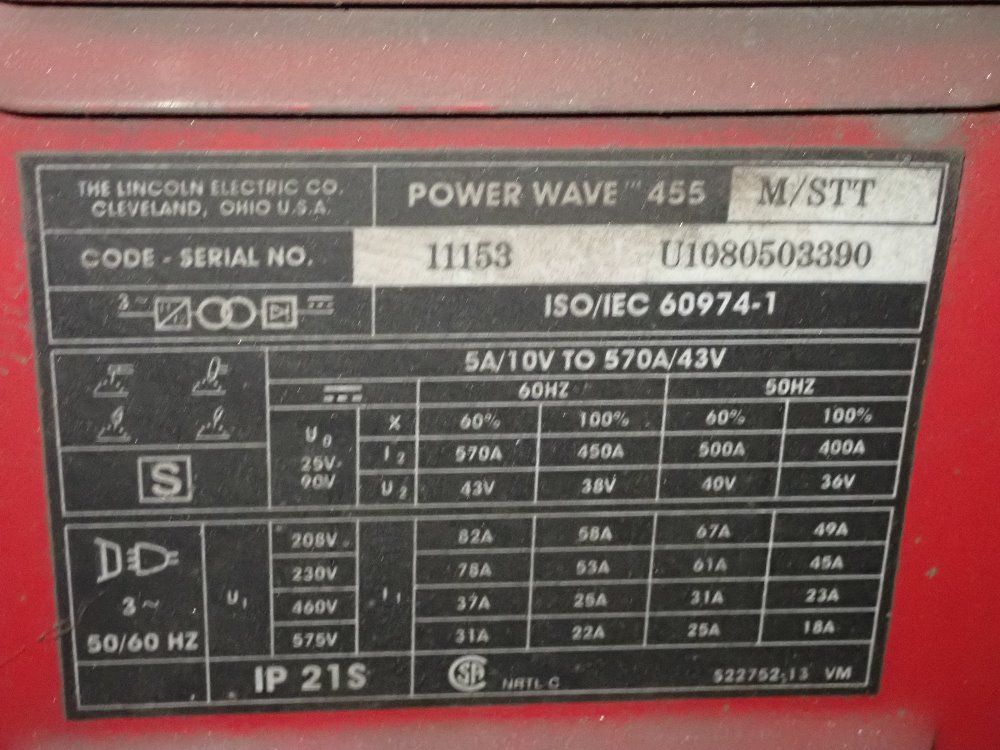 THE LINCOLN ELECTRIC CO.
CLEVELAND, OHIO U.S.A.
POWER WAVE™ 455 M/STT
CODE - SERIAL NO. 11153 U1080503390
3~
ISO/IEC 60974-1
5A/10V TO 570A/43V
60HZ 50HZ
X 60% 100% 60% 100%
U0
25V-
90V
I2 570A 450A 500A 400A
U2 43V 38V 40V 36V
S
3~
50/60 HZ
U1
I1
208V 82A 58A 67A 49A
230V 78A 53A 61A 45A
460V 37A 25A 31A 23A
575V 31A 22A 25A 18A
IP 21S
NRTL-C
S22752-13 VM